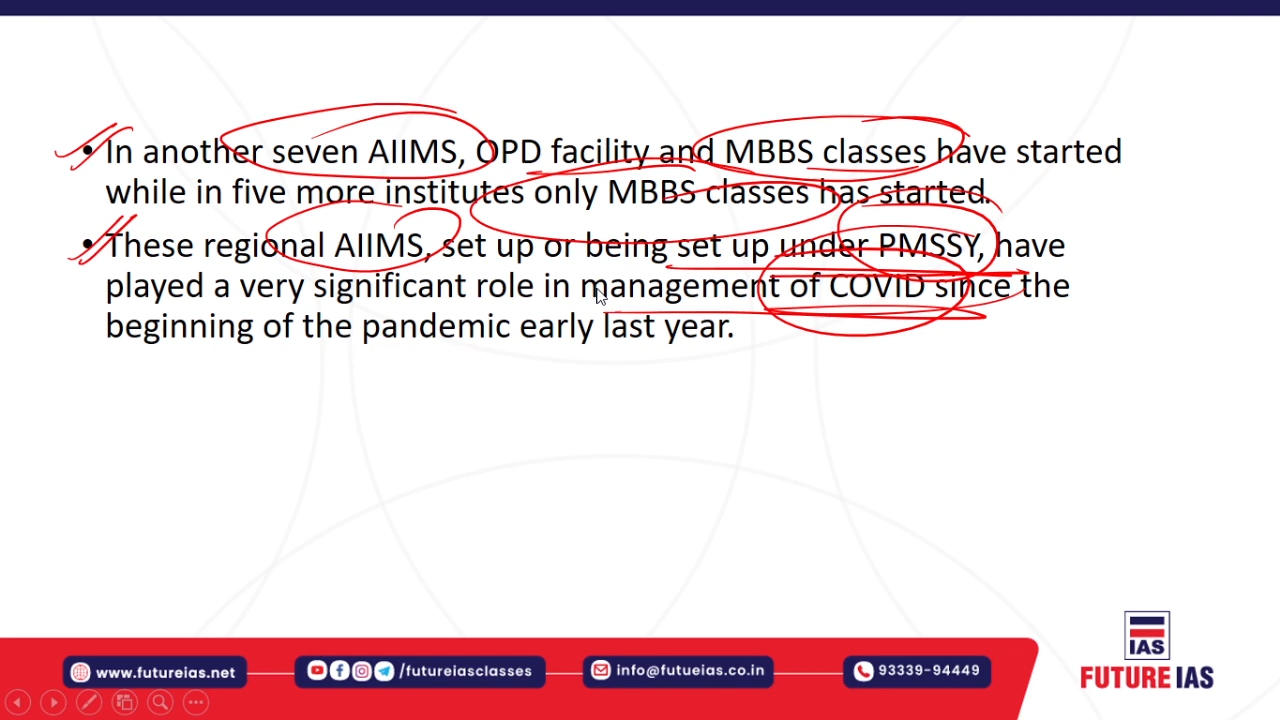 • In another seven AIIMS, OPD facility and MBBS classes have started
while in five more institutes only MBBS classes has started.
• These regional AIIMS, set up or being set up under PMSSY, have
played a very significant role in management of COVID since the
beginning of the pandemic early last year.
IAS
www.futureias.net
/futureiasclasses
info@futueias.co.in
93339-94449
FUTURE IAS